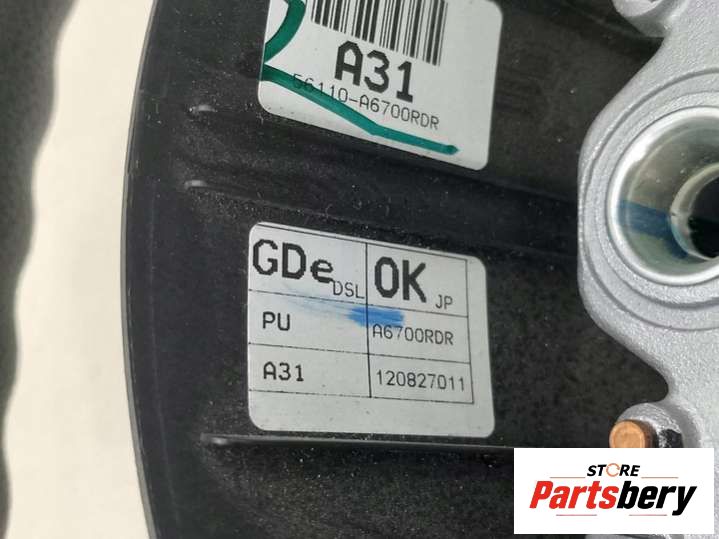 A31
56110-A6700RDR
GDe DSL OK JP
PU A6700RDR
A31 120827011
STORE
Partsbery